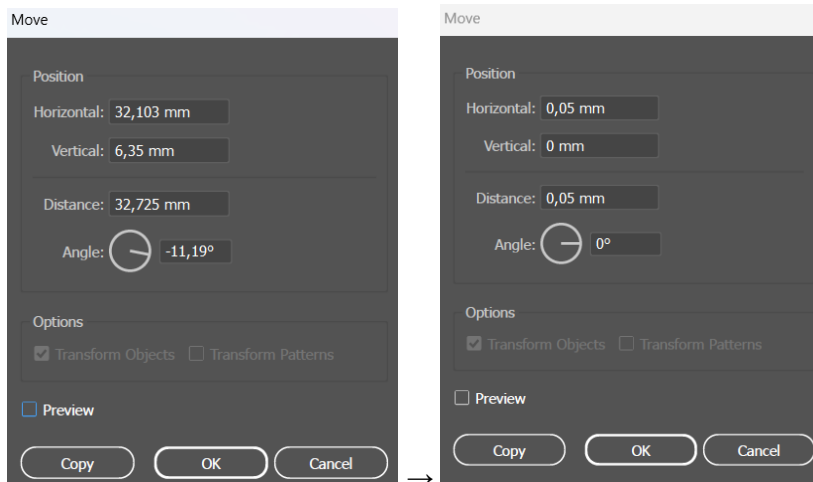 Move
Position
Horizontal: 32,103 mm
Vertical: 6,35 mm
Distance: 32,725 mm
Angle: -11,19°
Options
Transform Objects Transform Patterns
Preview
Copy OK Cancel
→
Move
Position
Horizontal: 0,05 mm
Vertical: 0 mm
Distance: 0,05 mm
Angle: 0°
Options
Transform Objects Transform Patterns
Preview
Copy OK Cancel